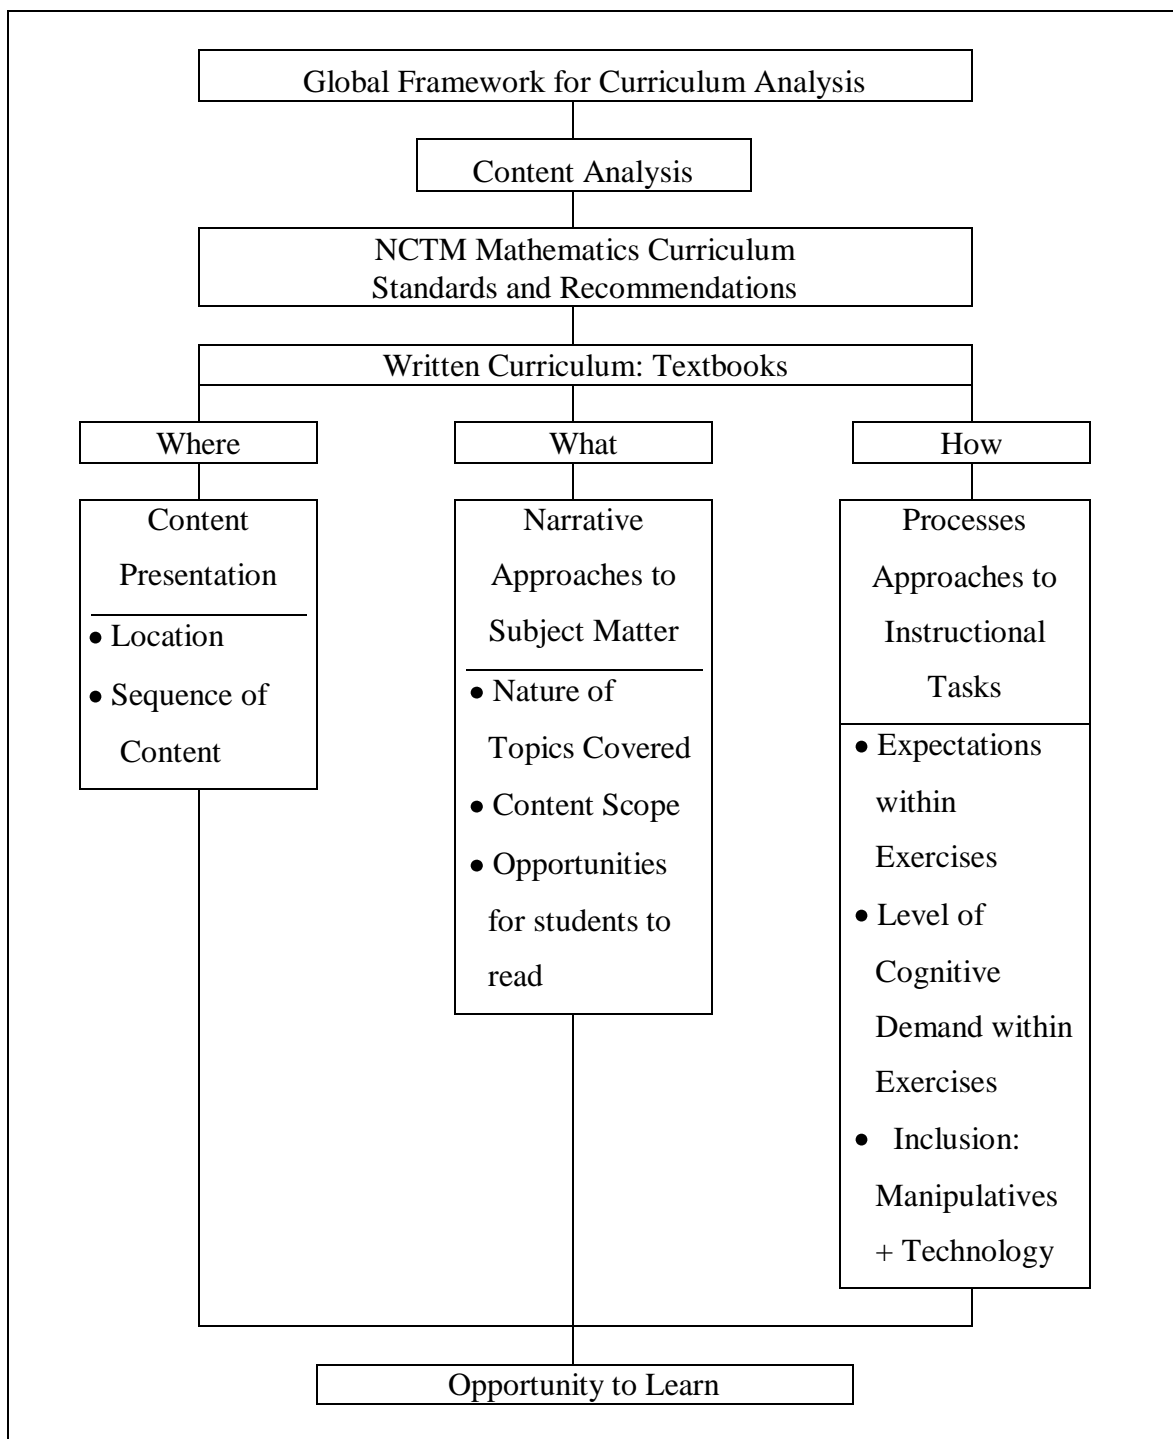 Global Framework for Curriculum Analysis
Content Analysis
NCTM Mathematics Curriculum
Standards and Recommendations
Written Curriculum: Textbooks
Where
Content
Presentation
• Location
• Sequence of
Content
What
Narrative
Approaches to
Subject Matter
• Nature of
Topics Covered
• Content Scope
• Opportunities
for students to
read
How
Processes
Approaches to
Instructional
Tasks
• Expectations
within
Exercises
• Level of
Cognitive
Demand within
Exercises
• Inclusion:
Manipulatives
+ Technology
Opportunity to Learn